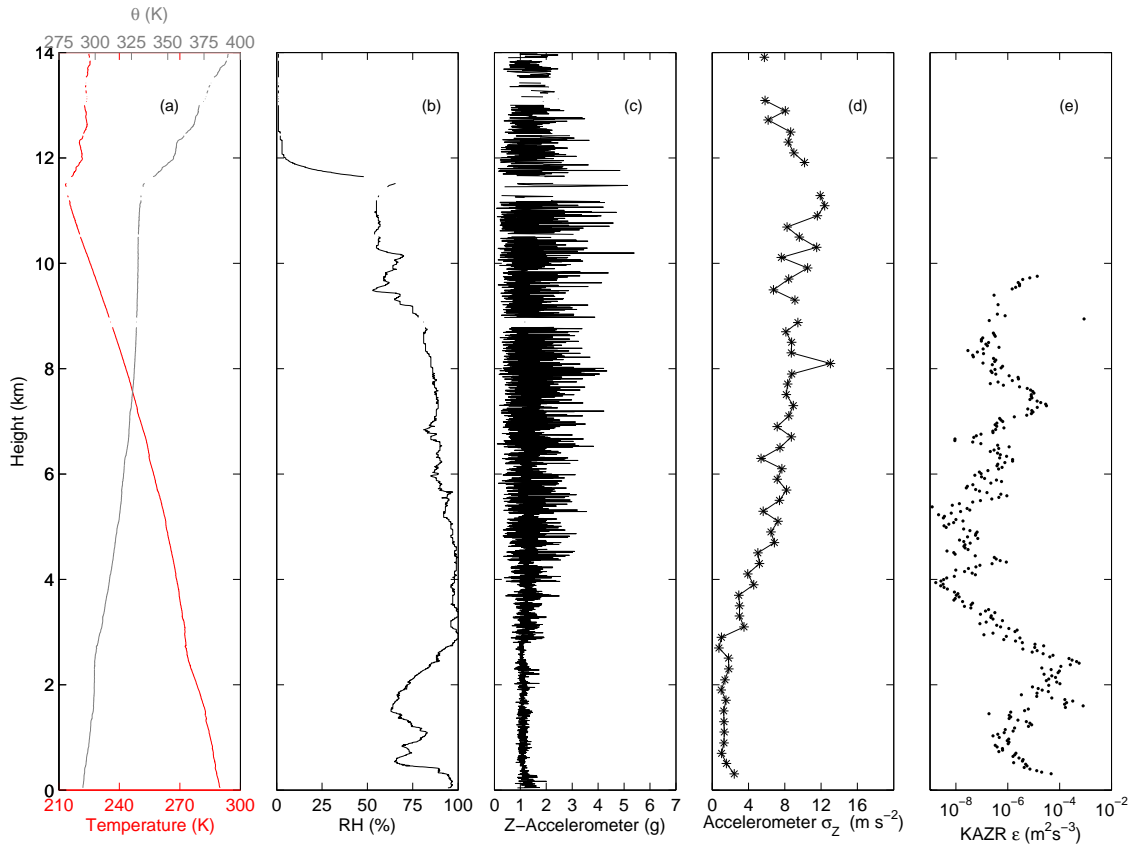 θ (K)
275 300 325 350 375 400
14
12
10
8
6
4
2
0
Height (km)
(a) (b) (c) (d) (e)
210 240 270 300
0 25 50 75 100
0 1 2 3 4 5 6 7
0 4 8 12 16 20
10⁻⁸ 10⁻⁶ 10⁻⁴ 10⁻²
Temperature (K)
RH (%)
Z−Accelerometer (g)
Accelerometer σ_Z (m s⁻²)
KAZR ε (m²s⁻³)